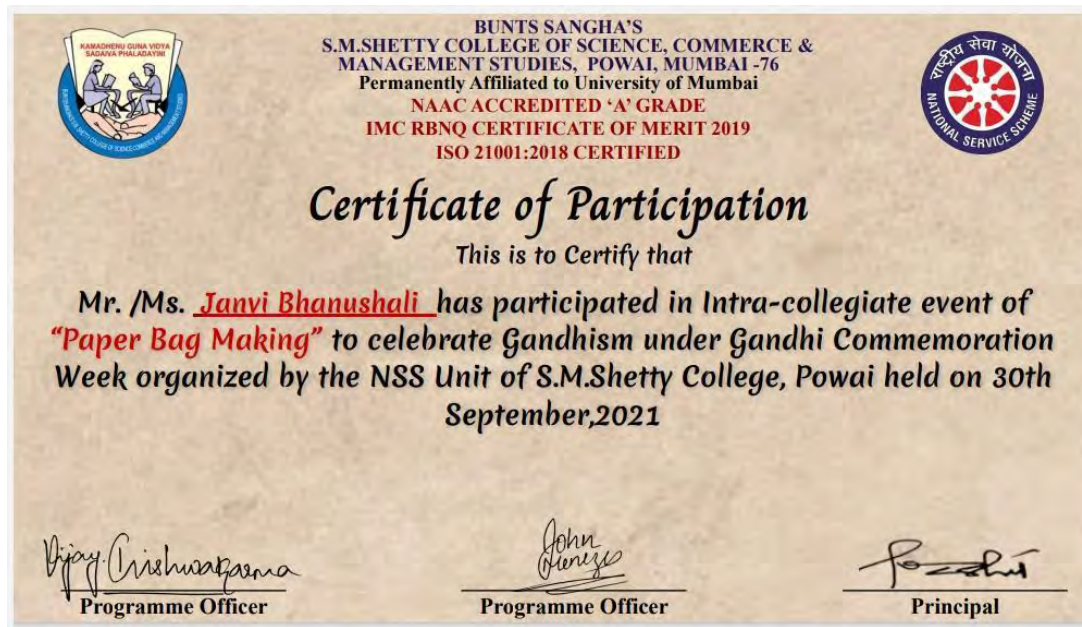 KAMADHENU GUNA VIDYA
SADAIVA PHALADAYINI
BUNTS SANGHA'S
S.M.SHETTY COLLEGE OF SCIENCE, COMMERCE &
MANAGEMENT STUDIES, POWAI, MUMBAI -76
Permanently Affiliated to University of Mumbai
NAAC ACCREDITED ‘A’ GRADE
IMC RBNQ CERTIFICATE OF MERIT 2019
ISO 21001:2018 CERTIFIED
राष्ट्रीय सेवा योजना
NATIONAL SERVICE SCHEME
Certificate of Participation
This is to Certify that
Mr. /Ms. Janvi Bhanushali has participated in Intra-collegiate event of
“Paper Bag Making” to celebrate Gandhism under Gandhi Commemoration
Week organized by the NSS Unit of S.M.Shetty College, Powai held on 30th
September,2021
Vijay Vishwakarma
John
Programme Officer
Programme Officer
Principal